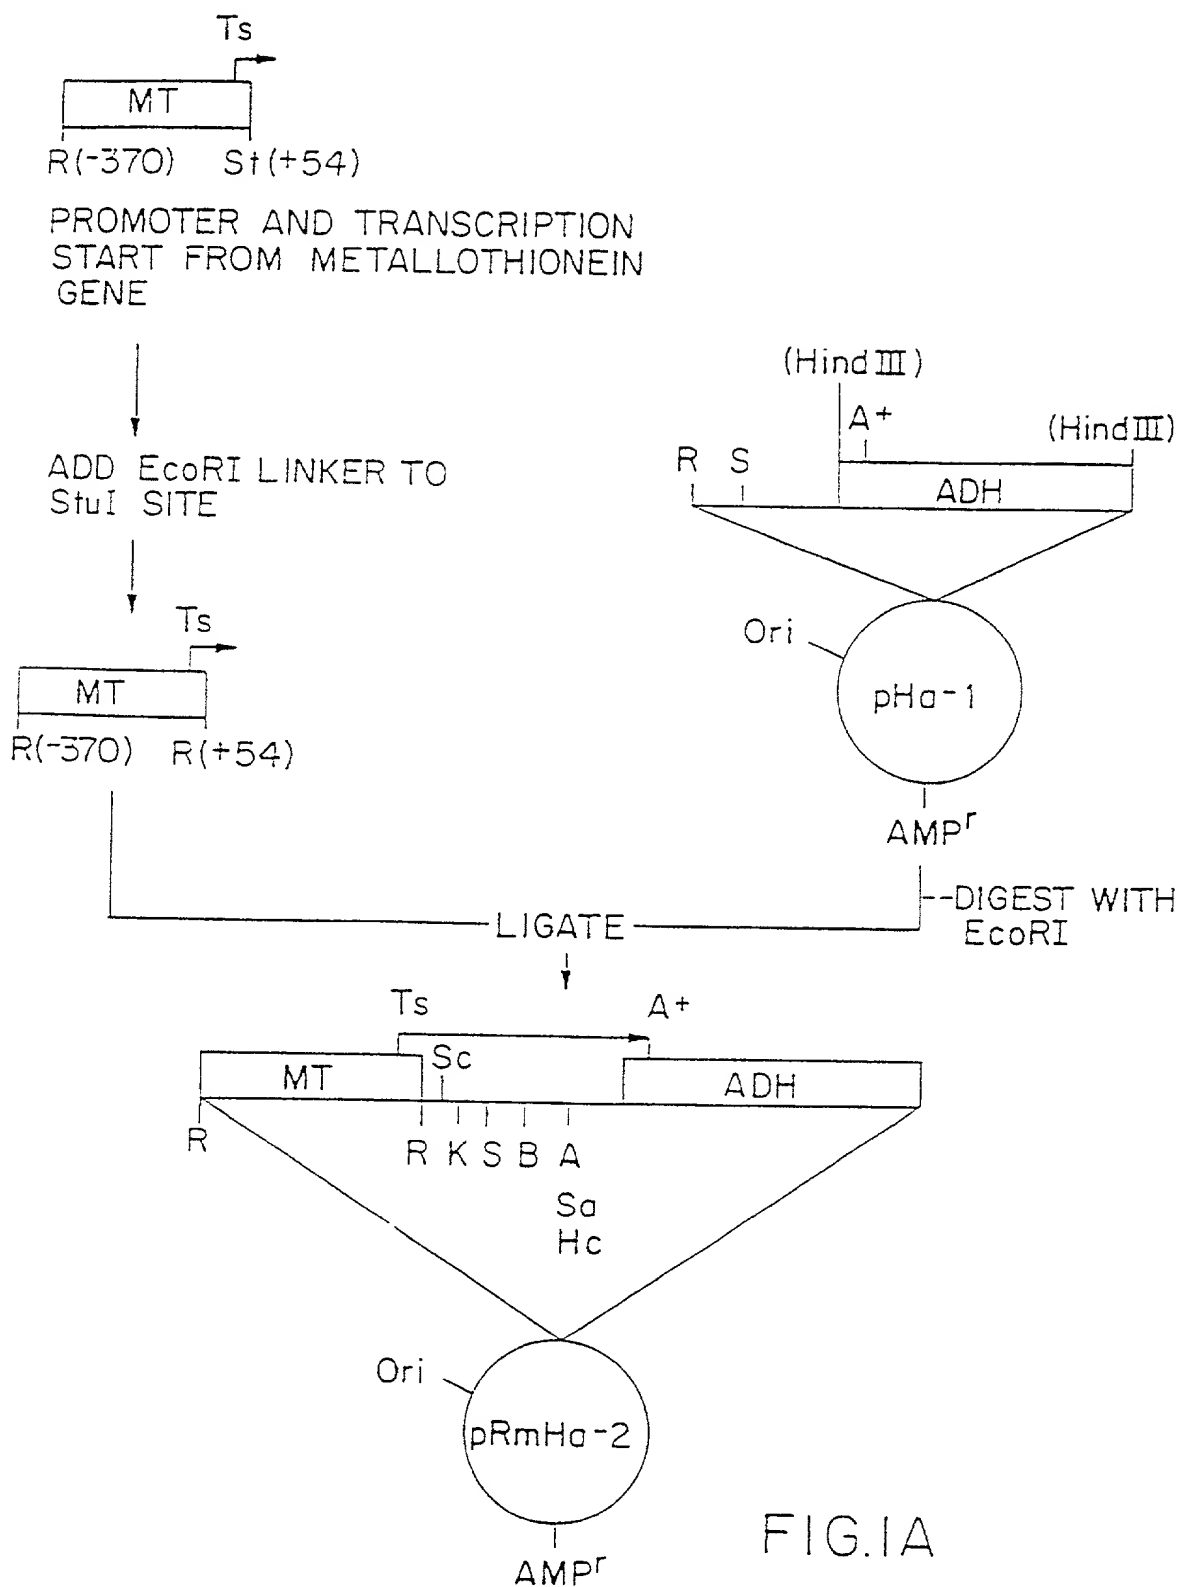 Ts
MT
R(-370) St(+54)
PROMOTER AND TRANSCRIPTION
START FROM METALLOTHIONEIN
GENE
ADD EcoRI LINKER TO
StuI SITE
Ts
MT
R(-370) R(+54)
(Hind III)
A+
(Hind III)
R S
ADH
Ori
pHa-1
AMPr
--DIGEST WITH
EcoRI
LIGATE
Ts A+
Sc
MT ADH
R
R K S B A
Sa
Hc
Ori
pRmHa-2
AMPr
FIG.1A